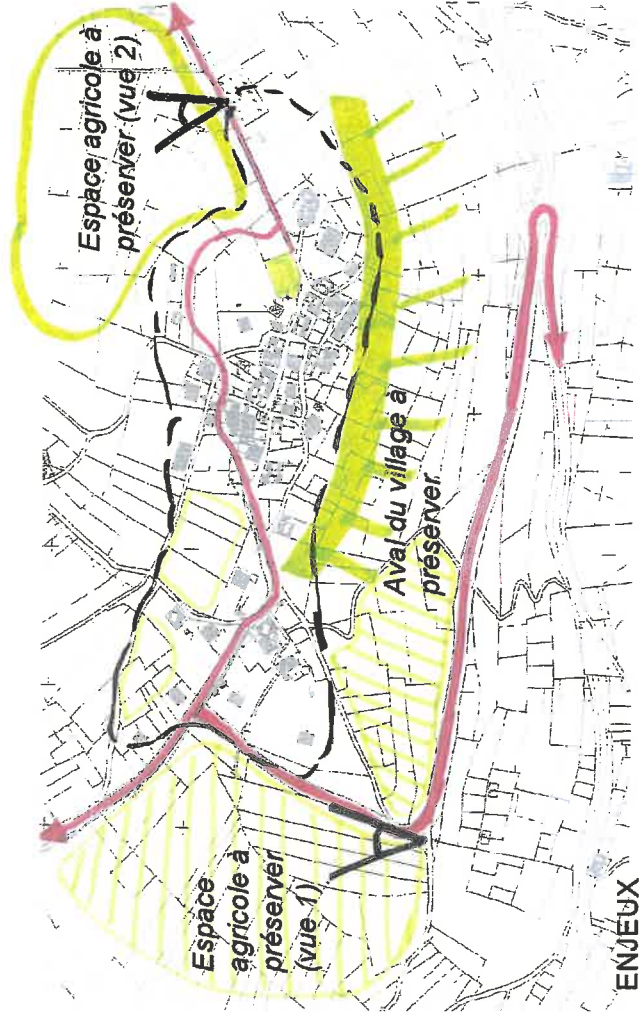 Espace agricole à
préserver (vue 2)
Aval du village à
préserver
Espace
agricole à
préserver
(vue 1)
ENJEUX